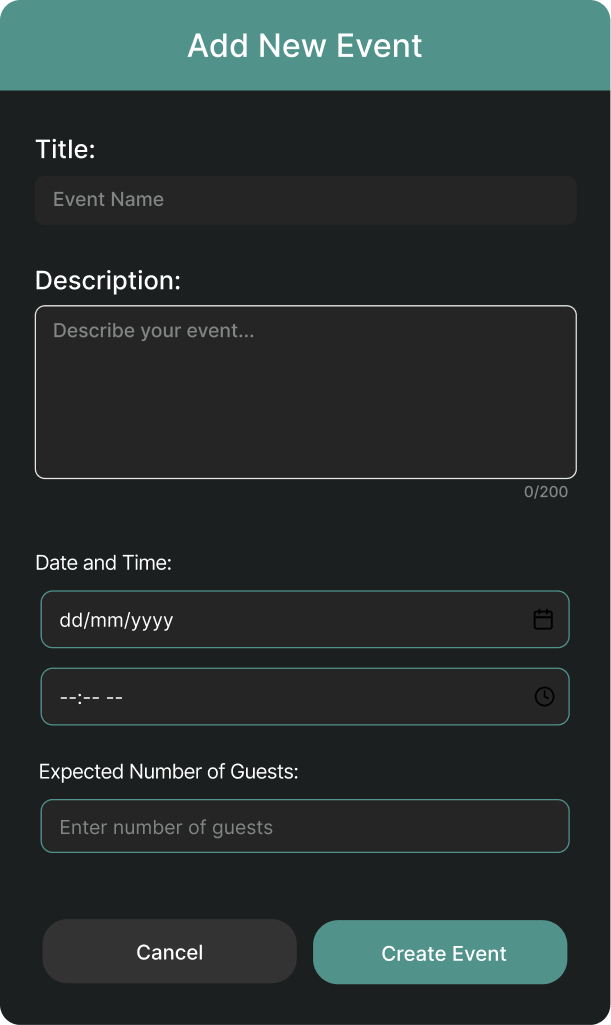 Add New Event
Title:
Event Name
Description:
Describe your event...
0/200
Date and Time:
dd/mm/yyyy
--:-- --
Expected Number of Guests:
Enter number of guests
Cancel
Create Event